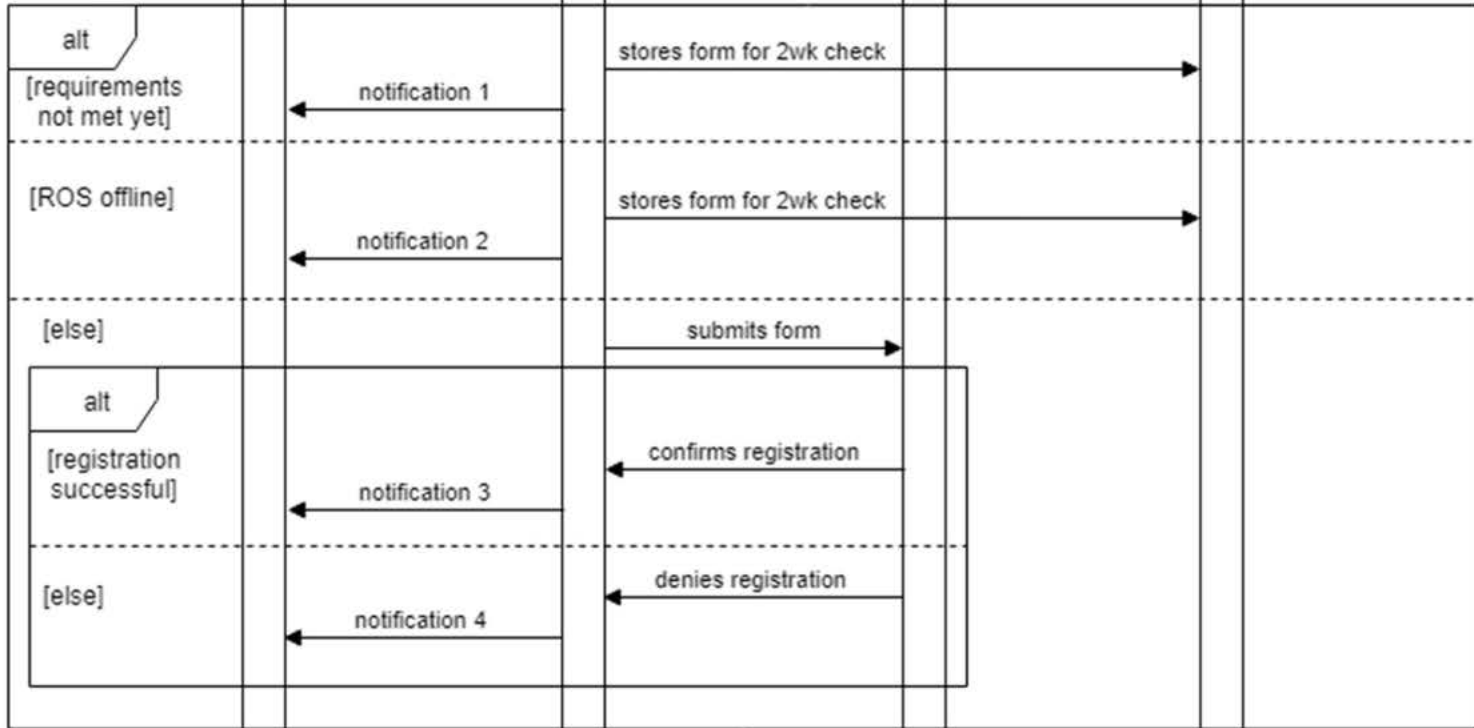 alt
stores form for 2wk check
[requirements
not met yet]
notification 1
[ROS offline]
stores form for 2wk check
notification 2
[else]
submits form
alt
confirms registration
[registration
successful]
notification 3
denies registration
[else]
notification 4